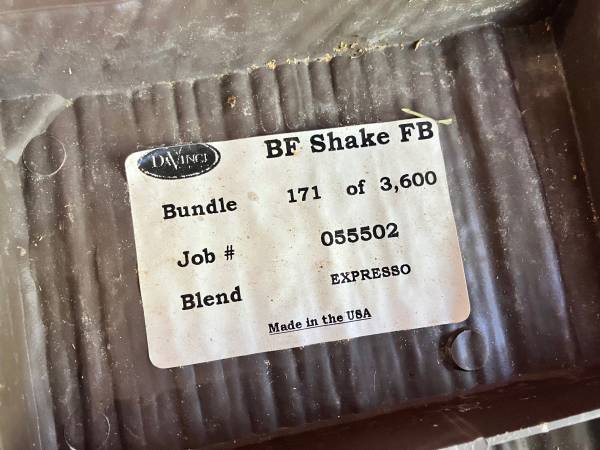 DaVinci
BF Shake FB
Bundle 171 of 3,600
Job # 055502
Blend EXPRESSO
Made in the USA